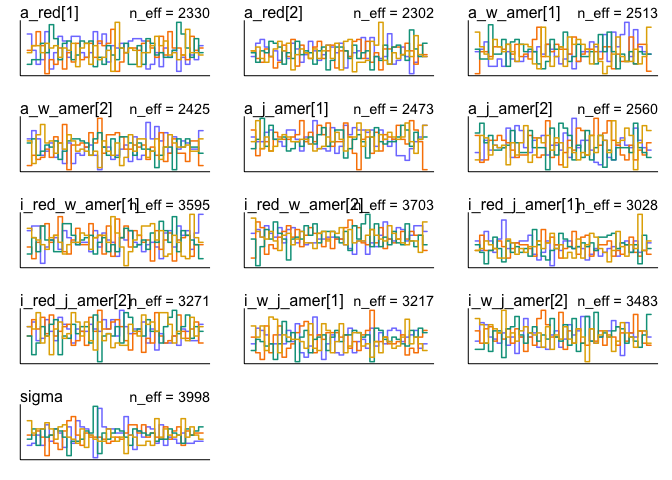 a_red[1] n_eff = 2330
a_red[2] n_eff = 2302
a_w_amer[1] n_eff = 2513
a_w_amer[2] n_eff = 2425
a_j_amer[1] n_eff = 2473
a_j_amer[2] n_eff = 2560
i_red_w_amer[1] n_eff = 3595
i_red_w_amer[2] n_eff = 3703
i_red_j_amer[1] n_eff = 3028
i_red_j_amer[2] n_eff = 3271
i_w_j_amer[1] n_eff = 3217
i_w_j_amer[2] n_eff = 3483
sigma n_eff = 3998